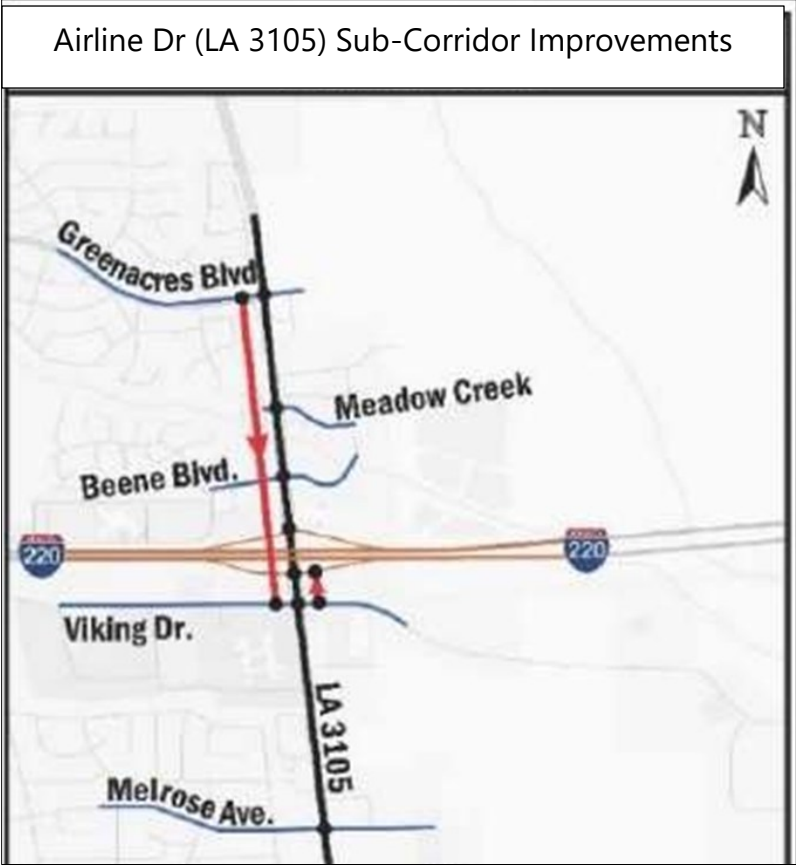 Airline Dr (LA 3105) Sub-Corridor Improvements
N
Greenacres Blvd
Meadow Creek
Beene Blvd.
220
220
Viking Dr.
LA 3105
Melrose Ave.